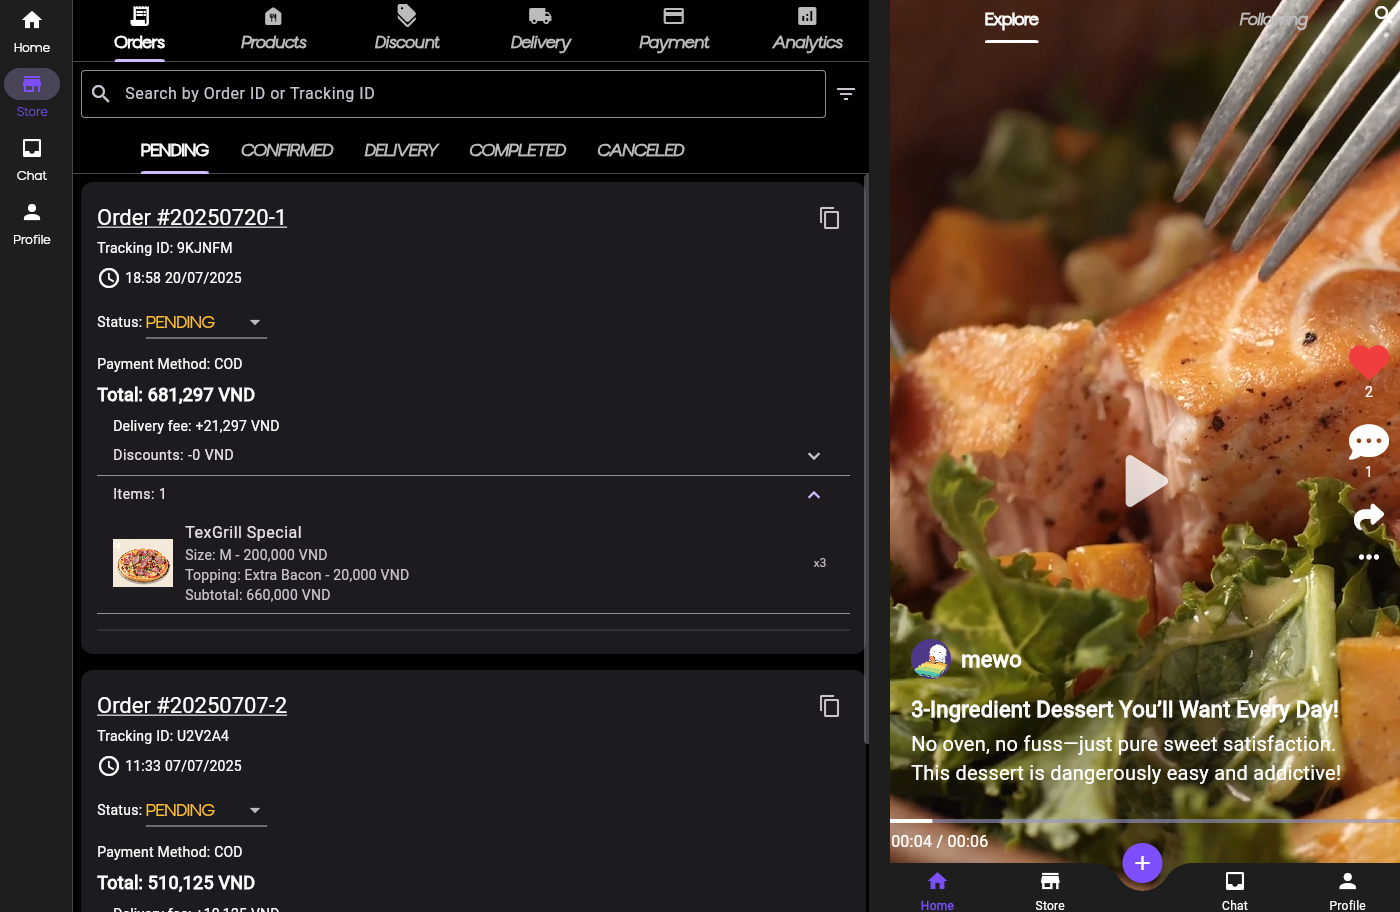 Home
Store
Chat
Profile
Orders
Products
Discount
Delivery
Payment
Analytics
Search by Order ID or Tracking ID
PENDING
CONFIRMED
DELIVERY
COMPLETED
CANCELED
Order #20250720-1
Tracking ID: 9KJNFM
18:58 20/07/2025
Status: PENDING
Payment Method: COD
Total: 681,297 VND
Delivery fee: +21,297 VND
Discounts: -0 VND
Items: 1
TexGrill Special
Size: M - 200,000 VND
Topping: Extra Bacon - 20,000 VND
Subtotal: 660,000 VND
x3
Order #20250707-2
Tracking ID: U2V2A4
11:33 07/07/2025
Status: PENDING
Payment Method: COD
Total: 510,125 VND
Delivery fee: +10,125 VND
Explore
Following
2
1
mewo
3-Ingredient Dessert You’ll Want Every Day!
No oven, no fuss—just pure sweet satisfaction.
This dessert is dangerously easy and addictive!
00:04 / 00:06
Home
Store
Chat
Profile